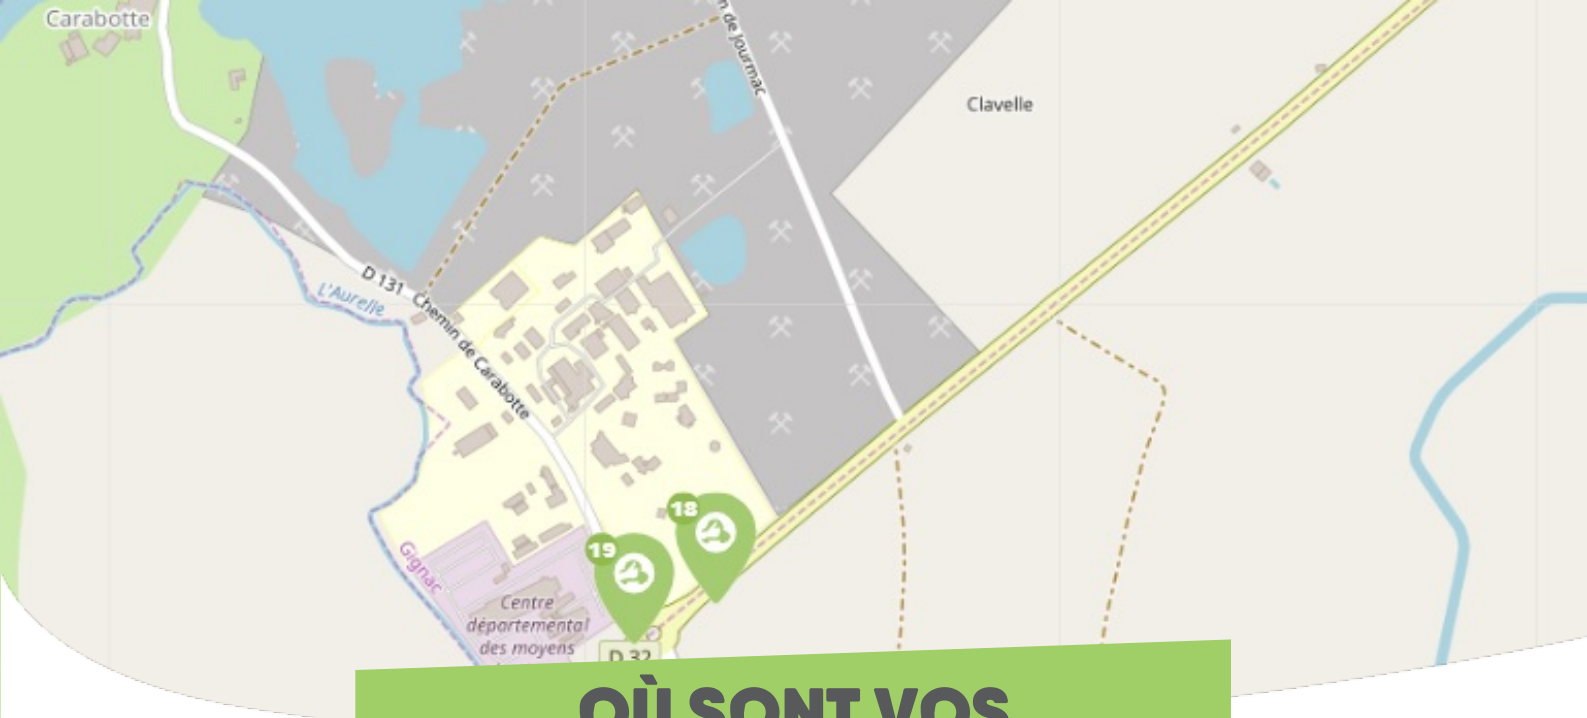 Carabotte
n de Jourmac
Clavelle
D 131
Chemin de Carabotte
L'Aurelle
18
19
Gignac
Centre
départemental
des moyens
D 32
OÙ SONT VOS